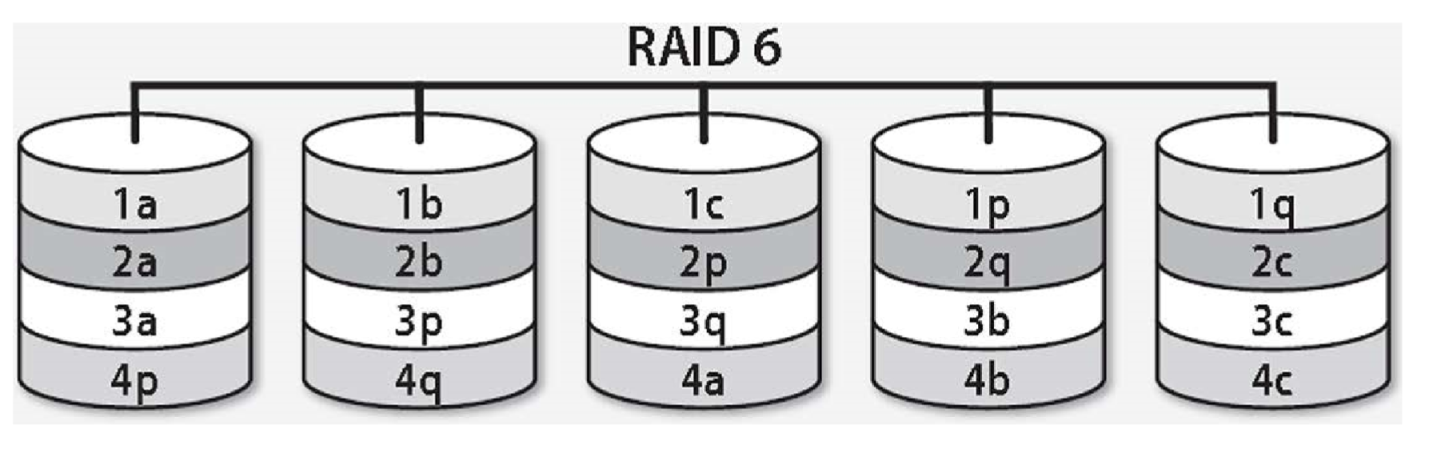 RAID 6
1a 1b 1c 1p 1q
2a 2b 2p 2q 2c
3a 3p 3q 3b 3c
4p 4q 4a 4b 4c